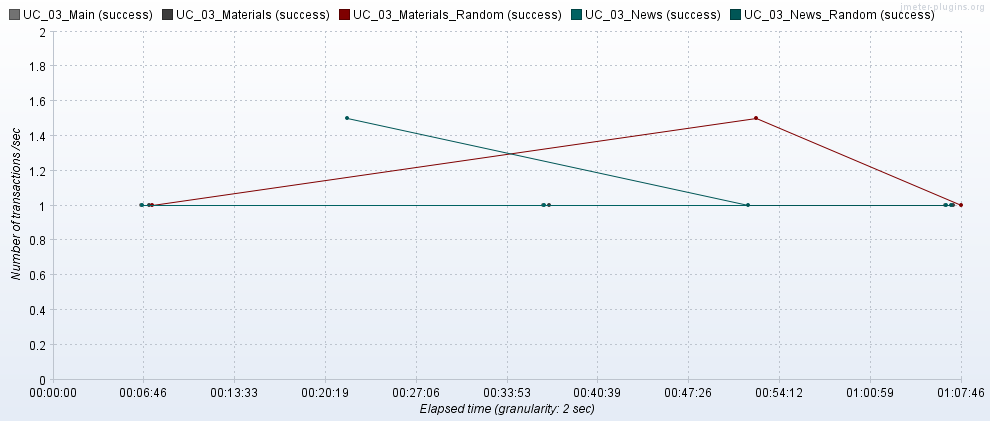 UC_03_Main (success) UC_03_Materials (success) UC_03_Materials_Random (success) UC_03_News (success) UC_03_News_Random (success)
jmeter-plugins.org
2
1.8
1.6
1.4
1.2
1
0.8
0.6
0.4
0.2
0
Number of transactions /sec
00:00:00 00:06:46 00:13:33 00:20:19 00:27:06 00:33:53 00:40:39 00:47:26 00:54:12 01:00:59 01:07:46
Elapsed time (granularity: 2 sec)